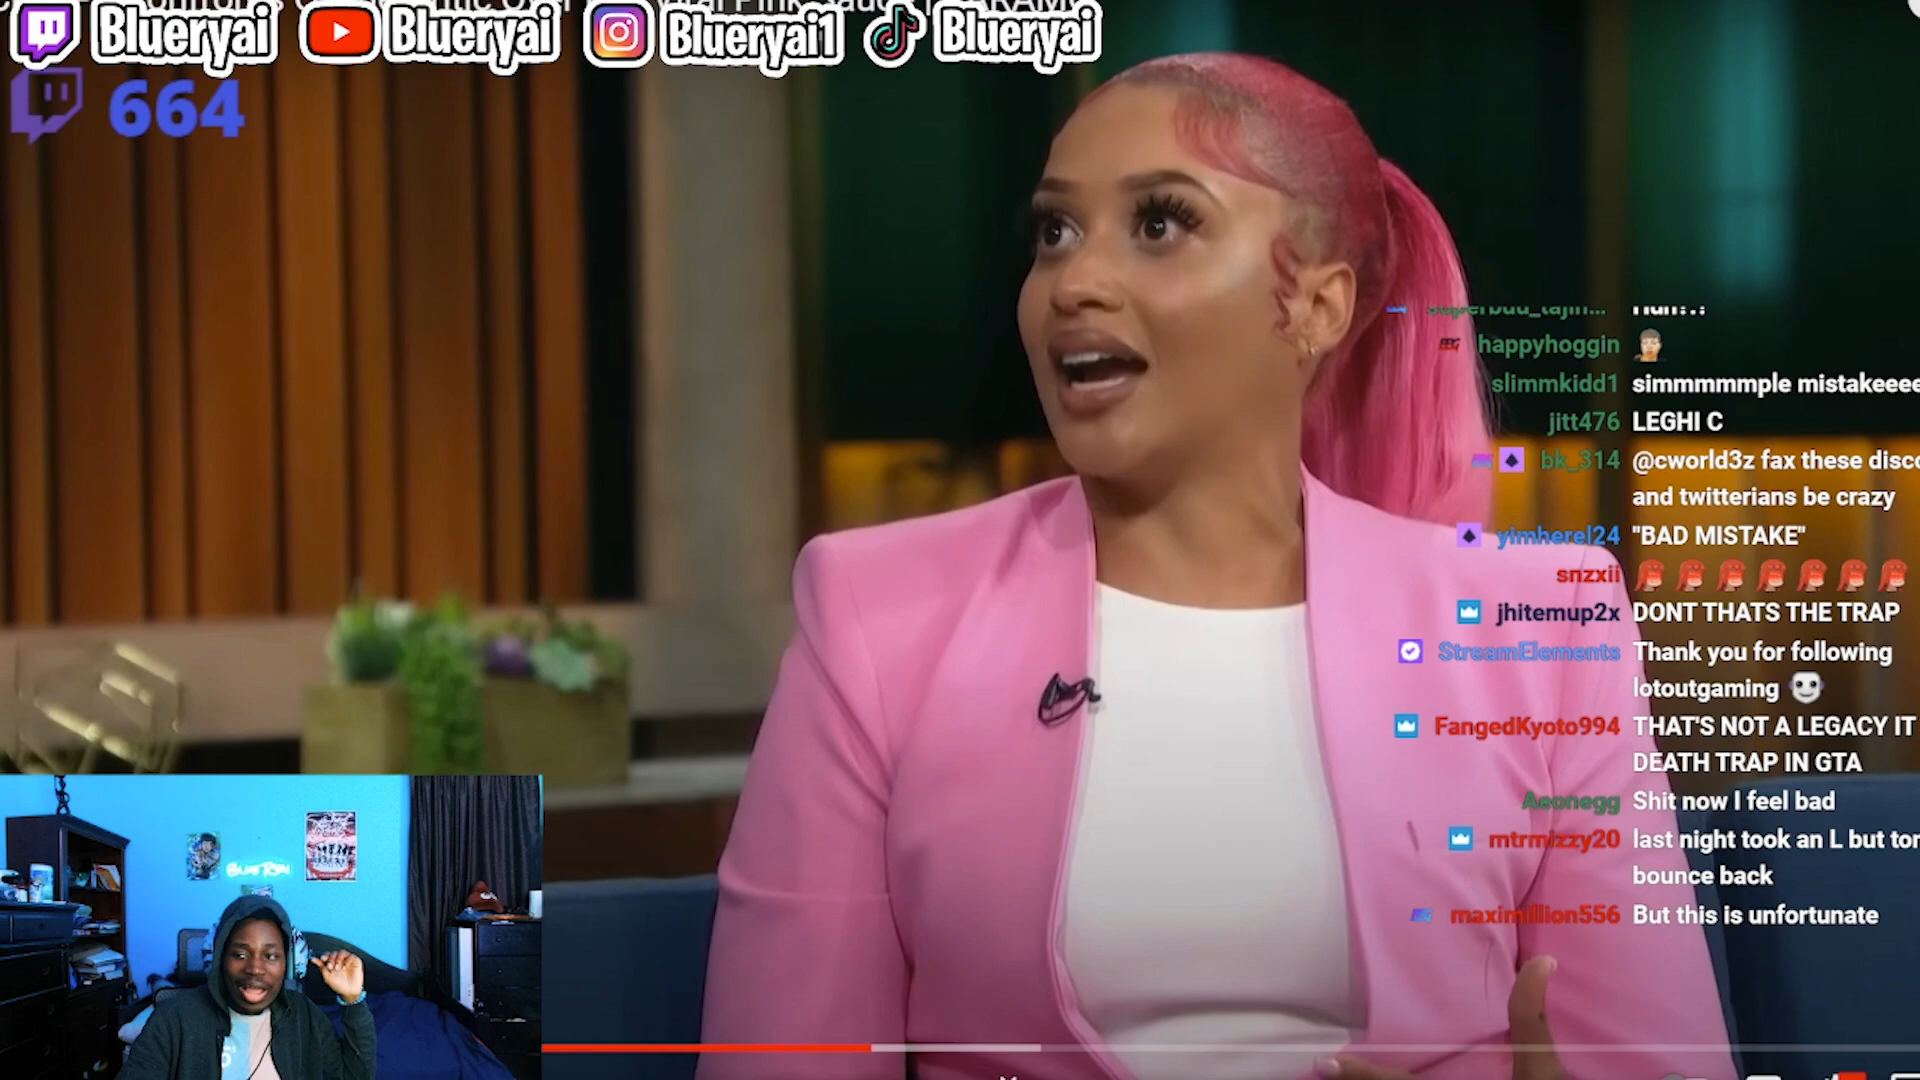 Blueryai Blueryai Blueryai1 Blueryai
664
happyhoggin
slimmkidd1 simmmmmple mistakeeee
jitt476 LEGHI C
bk_314 @cworld3z fax these disco
and twitterians be crazy
yimherel24 "BAD MISTAKE"
snzxii
jhitemup2x DONT THATS THE TRAP
StreamElements Thank you for following
lotoutgaming
FangedKyoto994 THAT'S NOT A LEGACY IT
DEATH TRAP IN GTA
Aeonegg Shit now I feel bad
mtrmizzy20 last night took an L but tor
bounce back
maximillion556 But this is unfortunate